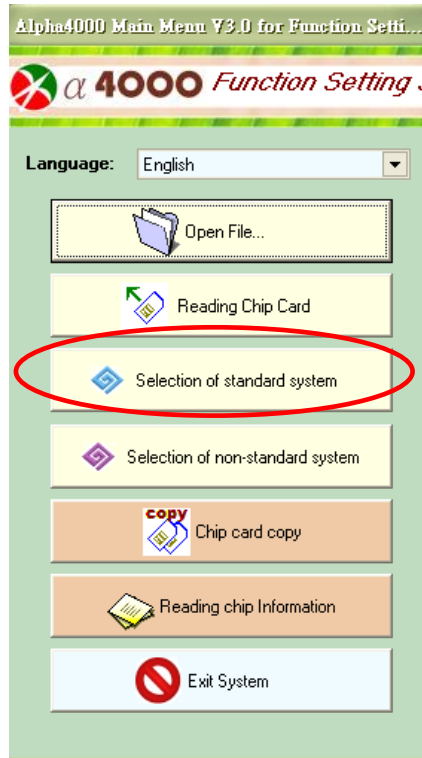 Alpha4000 Main Menu V3.0 for Function Setti...
α 4000 Function Setting
Language: English
Open File...
Reading Chip Card
Selection of standard system
Selection of non-standard system
copy
Chip card copy
Reading chip Information
Exit System